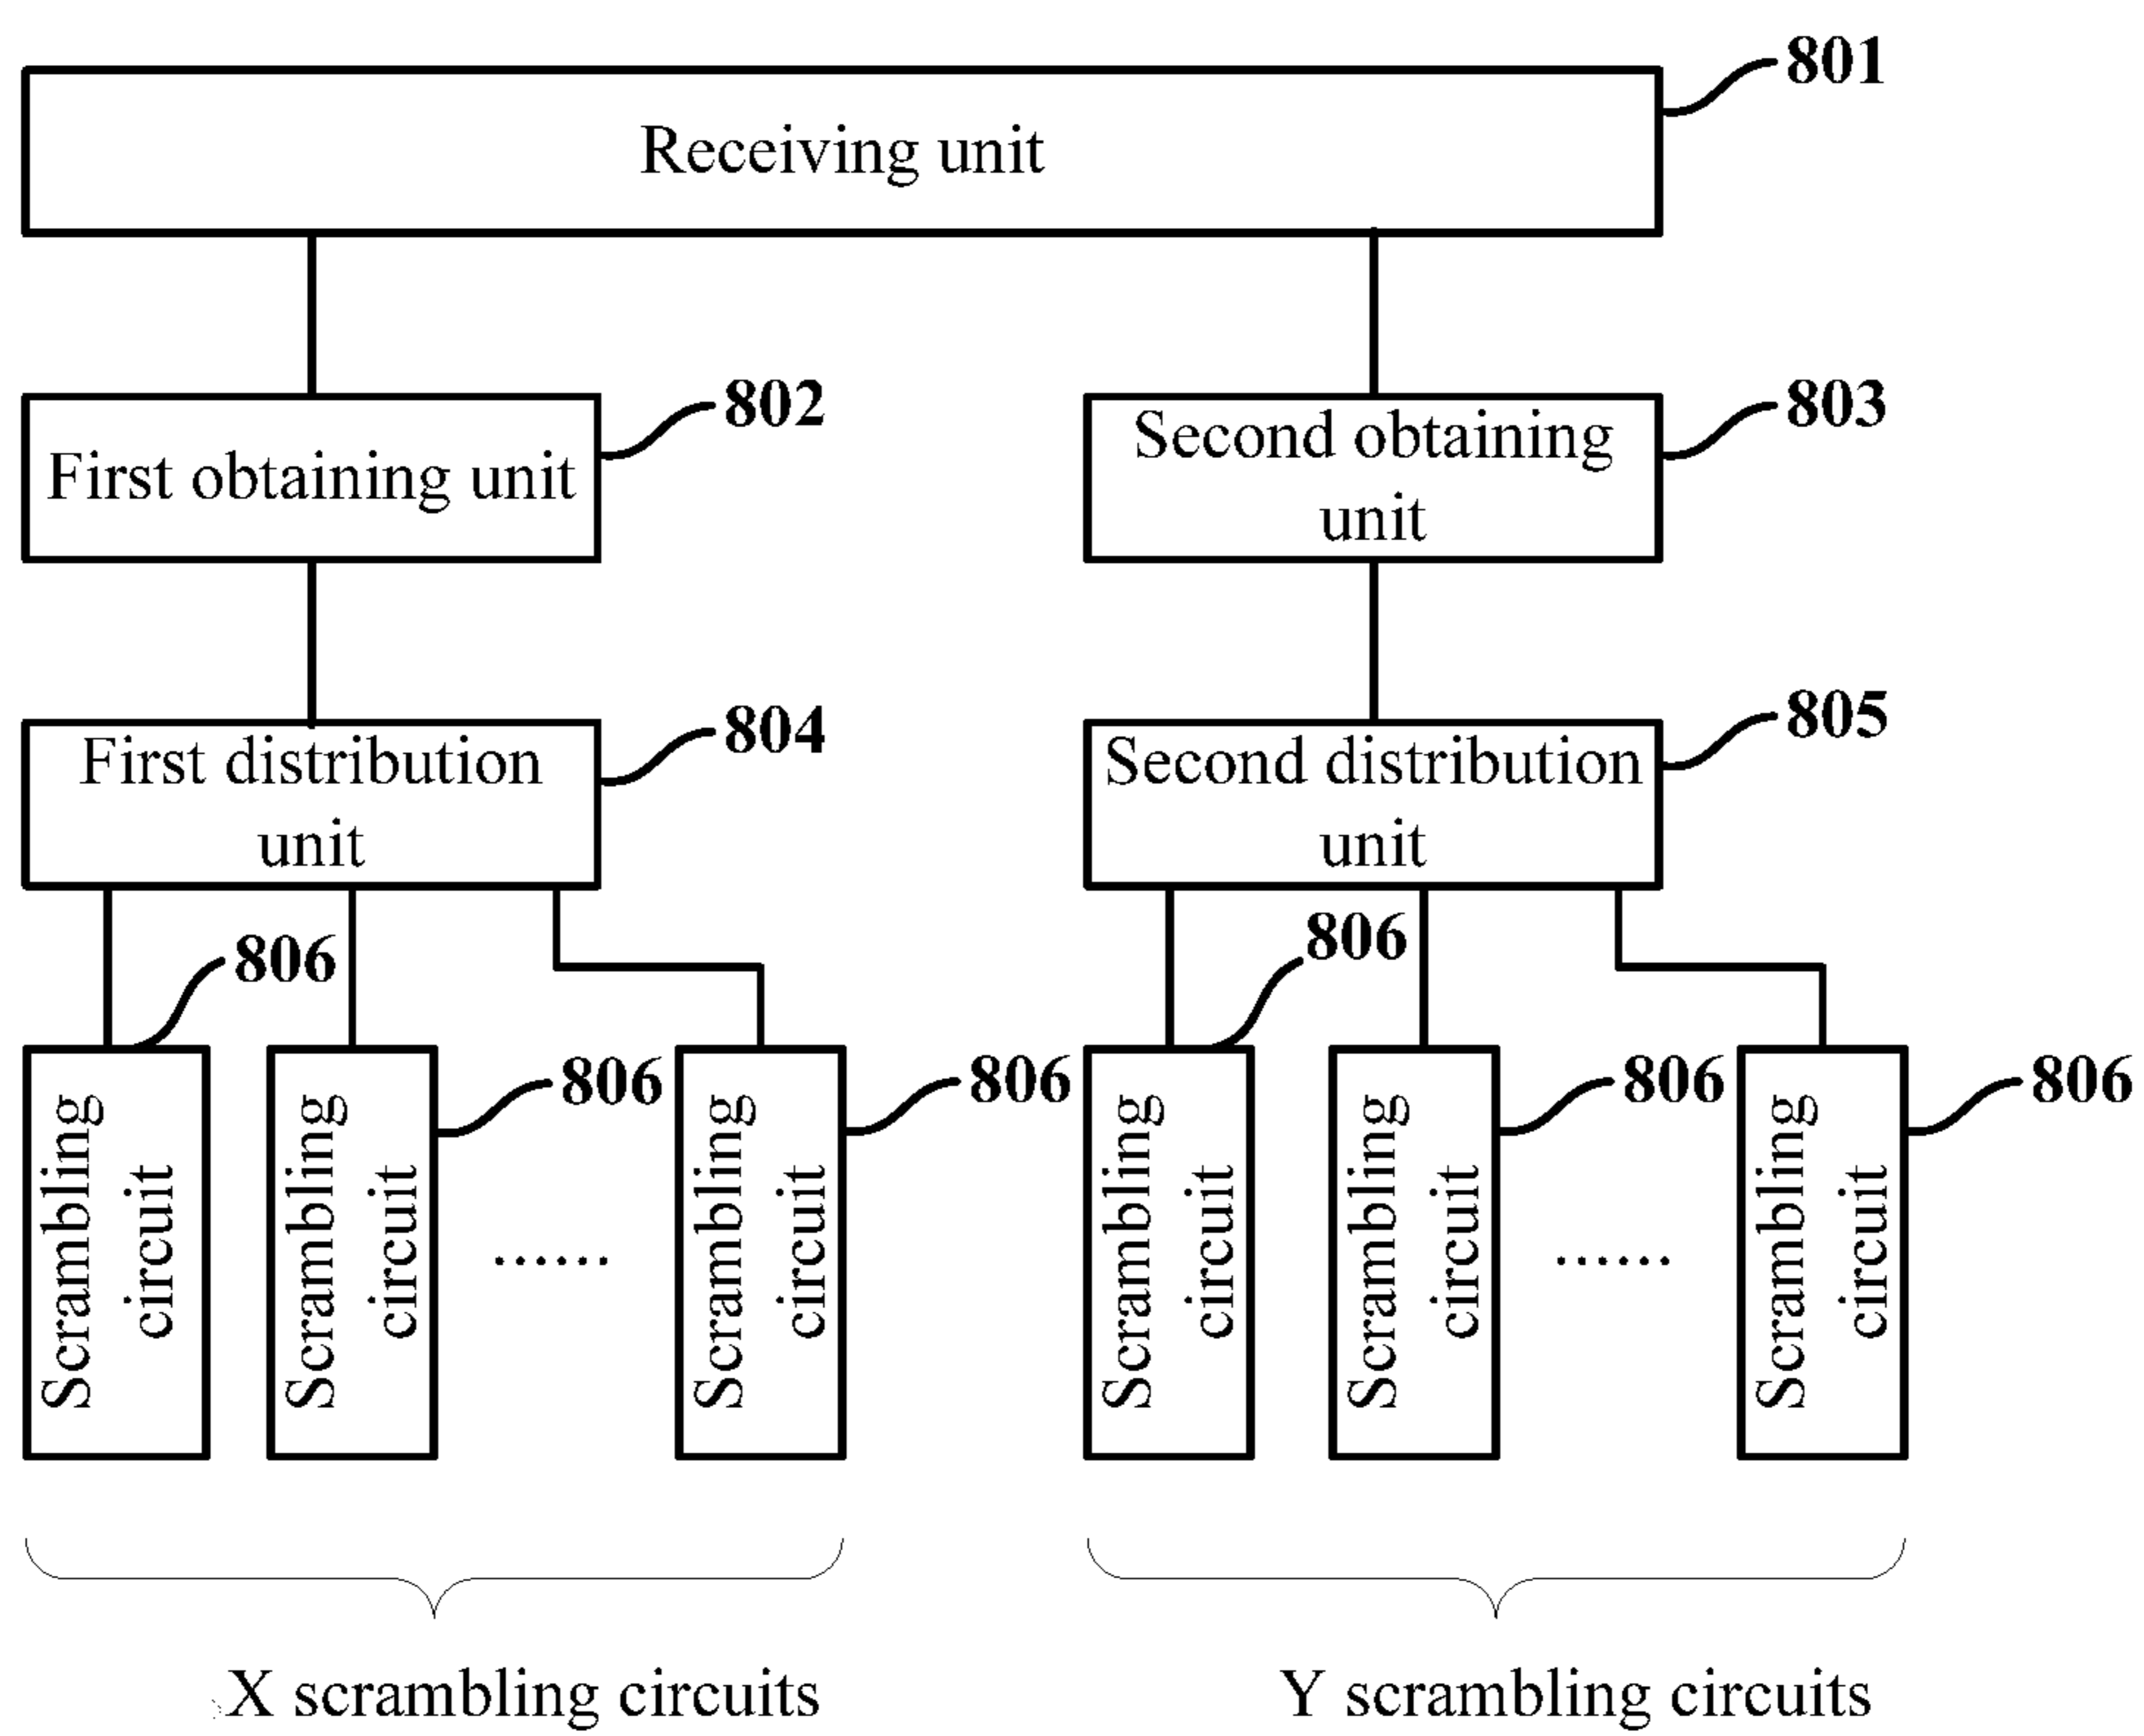 801
Receiving unit
802
First obtaining unit
803
Second obtaining
unit
804
First distribution
unit
805
Second distribution
unit
806
806
806
806
806
806
Scrambling
circuit
Scrambling
circuit
......
Scrambling
circuit
Scrambling
circuit
Scrambling
circuit
......
Scrambling
circuit
X scrambling circuits
Y scrambling circuits